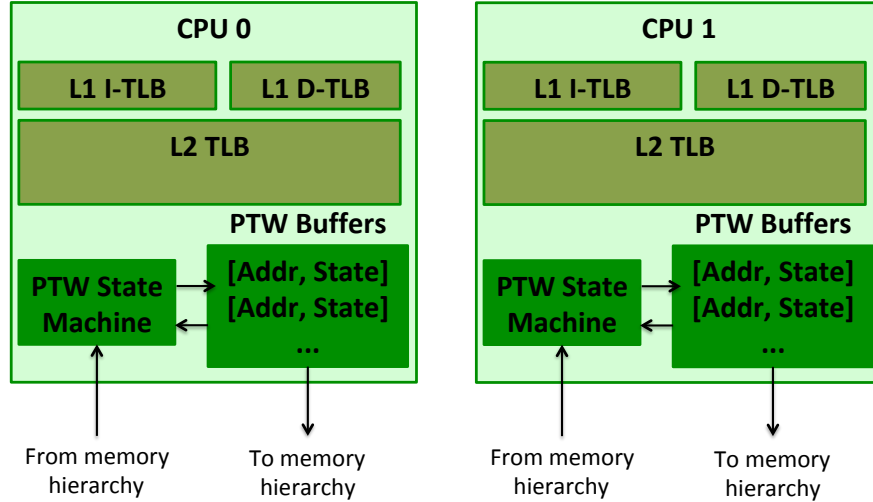 CPU 0
L1 I-TLB
L1 D-TLB
L2 TLB
PTW Buffers
PTW State
Machine
[Addr, State]
[Addr, State]
...
From memory
hierarchy
To memory
hierarchy
CPU 1
L1 I-TLB
L1 D-TLB
L2 TLB
PTW Buffers
PTW State
Machine
[Addr, State]
[Addr, State]
...
From memory
hierarchy
To memory
hierarchy